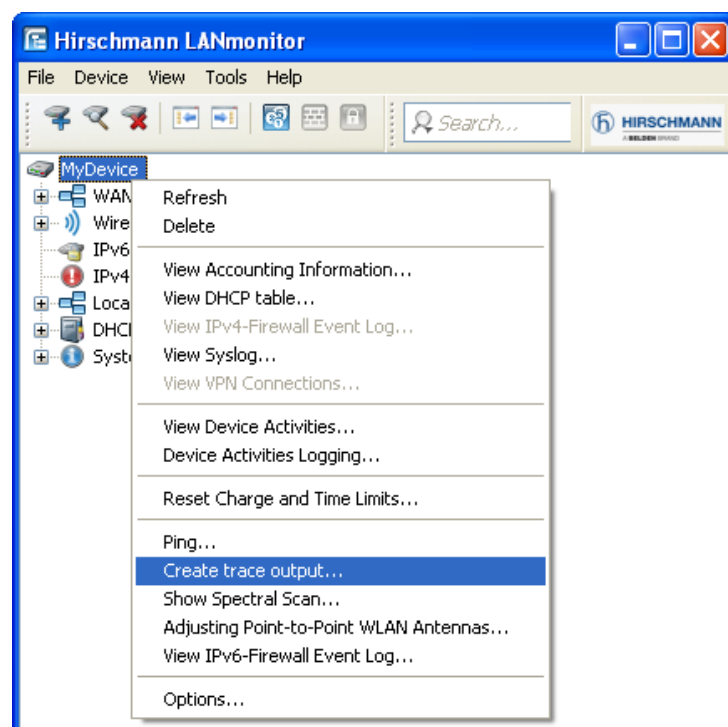 Hirschmann LANmonitor
File Device View Tools Help
Search...
HIRSCHMANN
A BELDEN BRAND
MyDevice
WAN
Wire
IPv6
IPv4
Loca
DHCI
Syst
Refresh
Delete
View Accounting Information...
View DHCP table...
View IPv4-Firewall Event Log...
View Syslog...
View VPN Connections...
View Device Activities...
Device Activities Logging...
Reset Charge and Time Limits...
Ping...
Create trace output...
Show Spectral Scan...
Adjusting Point-to-Point WLAN Antennas...
View IPv6-Firewall Event Log...
Options...